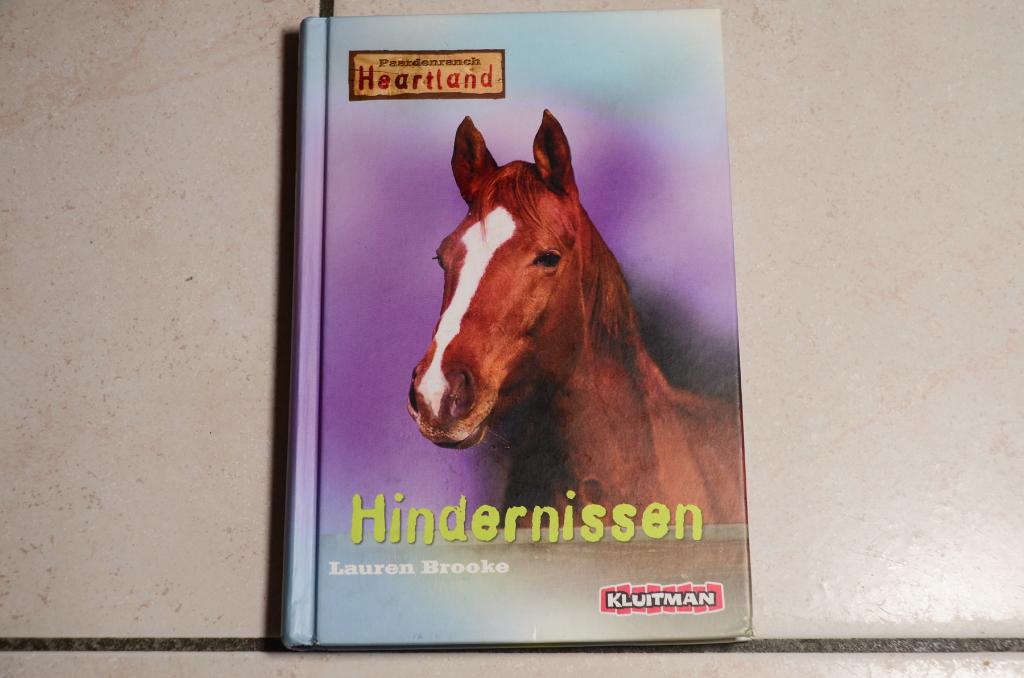 Paardenranch
Heartland
Hindernissen
Lauren Brooke
KLUITMAN